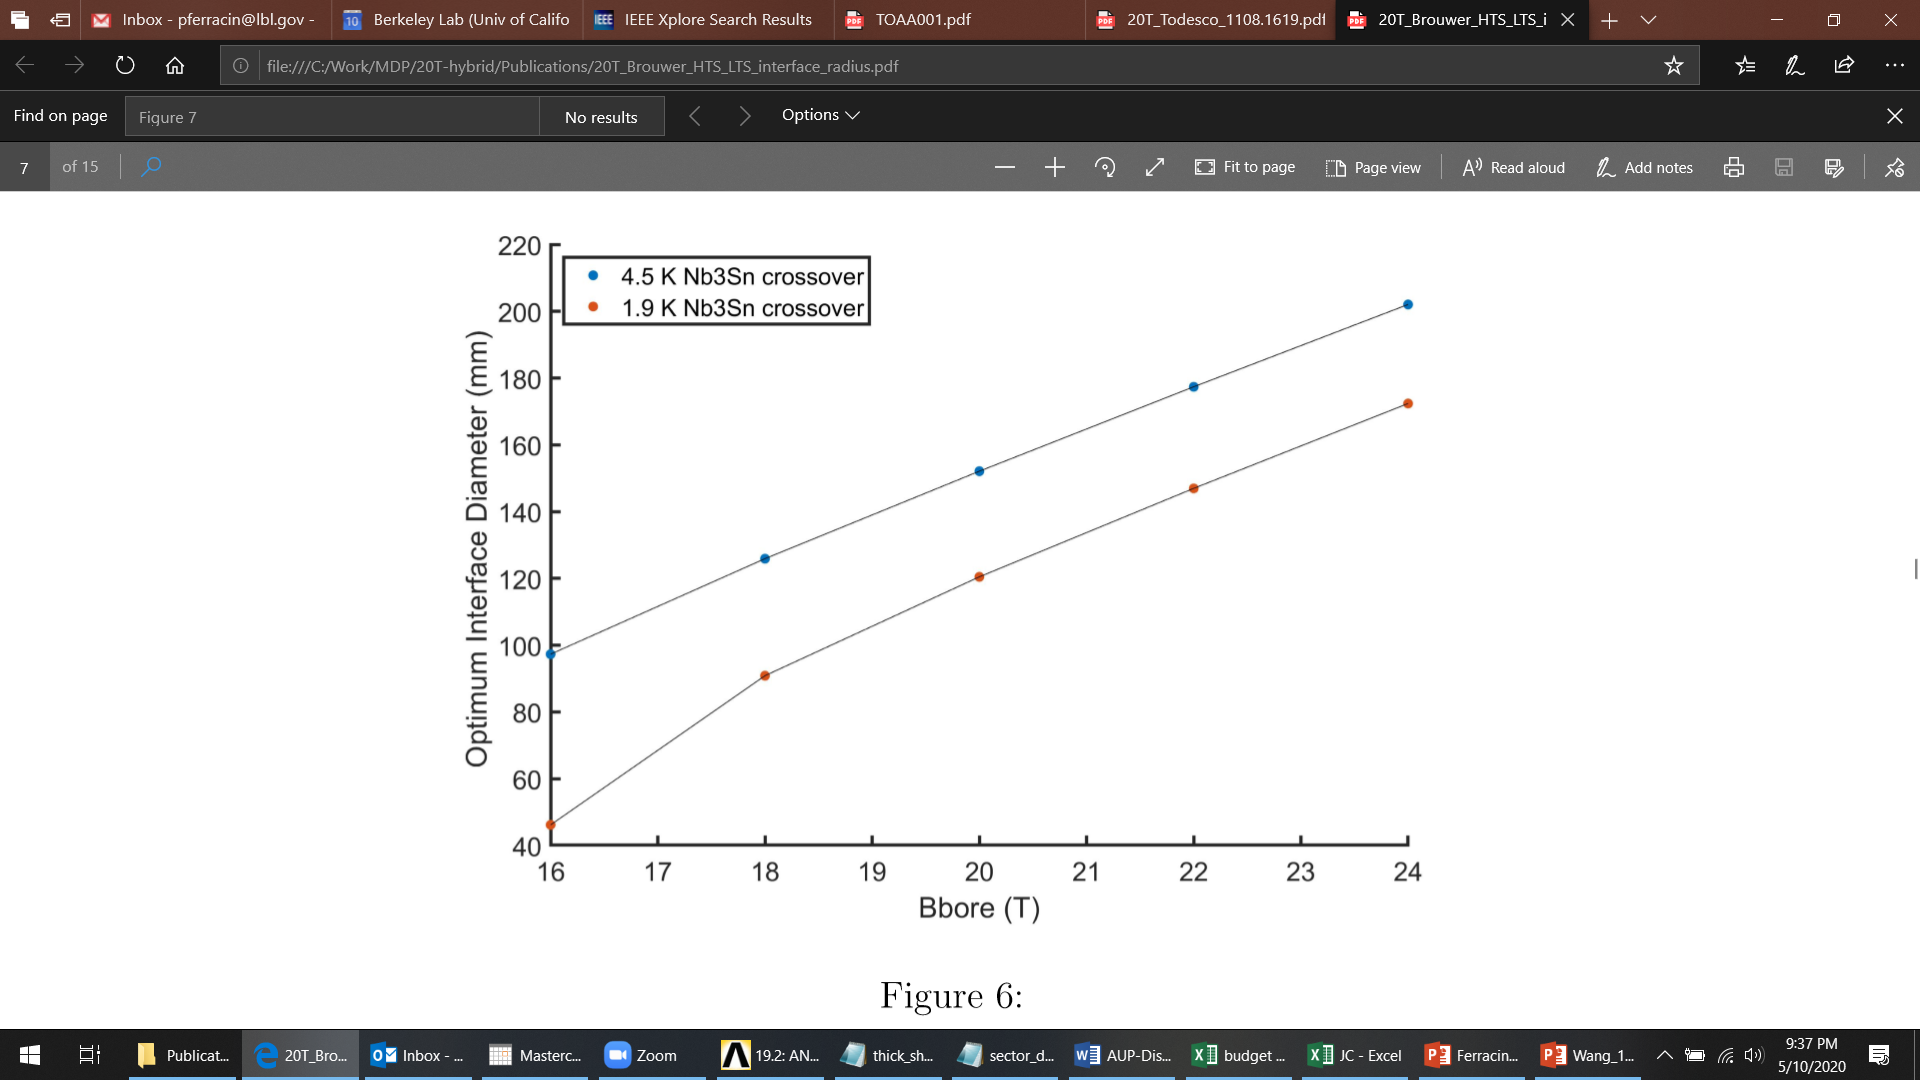 Inbox - pferracin@lbl.gov -
10 Berkeley Lab (Univ of Califo
IEEE IEEE Xplore Search Results
PDF TOAA001.pdf
PDF 20T_Todesco_1108.1619.pdf
PDF 20T_Brouwer_HTS_LTS_i
file:///C:/Work/MDP/20T-hybrid/Publications/20T_Brouwer_HTS_LTS_interface_radius.pdf
Find on page Figure 7 No results Options
7 of 15 Fit to page Page view Read aloud Add notes
4.5 K Nb3Sn crossover
1.9 K Nb3Sn crossover
Optimum Interface Diameter (mm)
220
200
180
160
140
120
100
80
60
40
16 17 18 19 20 21 22 23 24
Bbore (T)
Figure 6:
Publicat... 20T_Bro... Inbox - ... Masterc... Zoom 19.2: AN... thick_sh... sector_d... AUP-Dis... budget ... JC - Excel Ferracin... Wang_1...
9:37 PM
5/10/2020